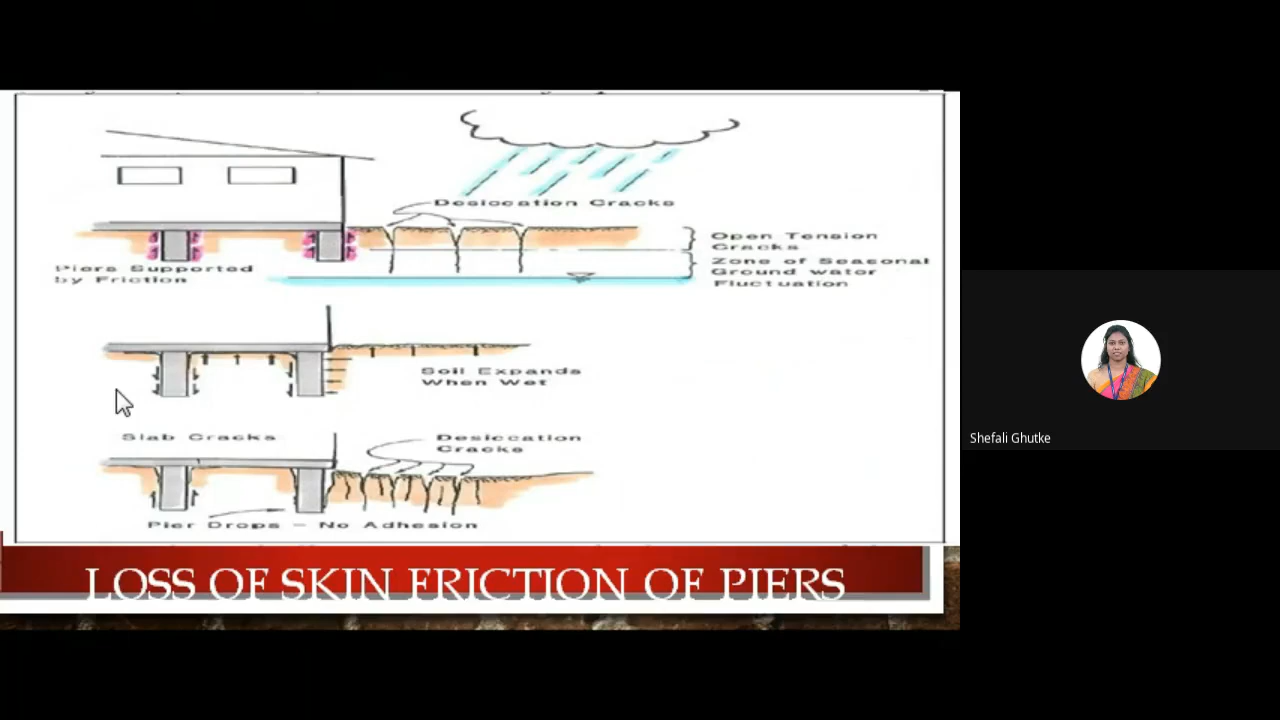 Desiccation Cracks
Open Tension
Cracks
Zone of Seasonal
Ground water
Fluctuation
Piers Supported
by Friction
Soil Expands
When Wet
Slab Cracks
Desiccation
Cracks
Pier Drops – No Adhesion
LOSS OF SKIN FRICTION OF PIERS
Shefali Ghutke